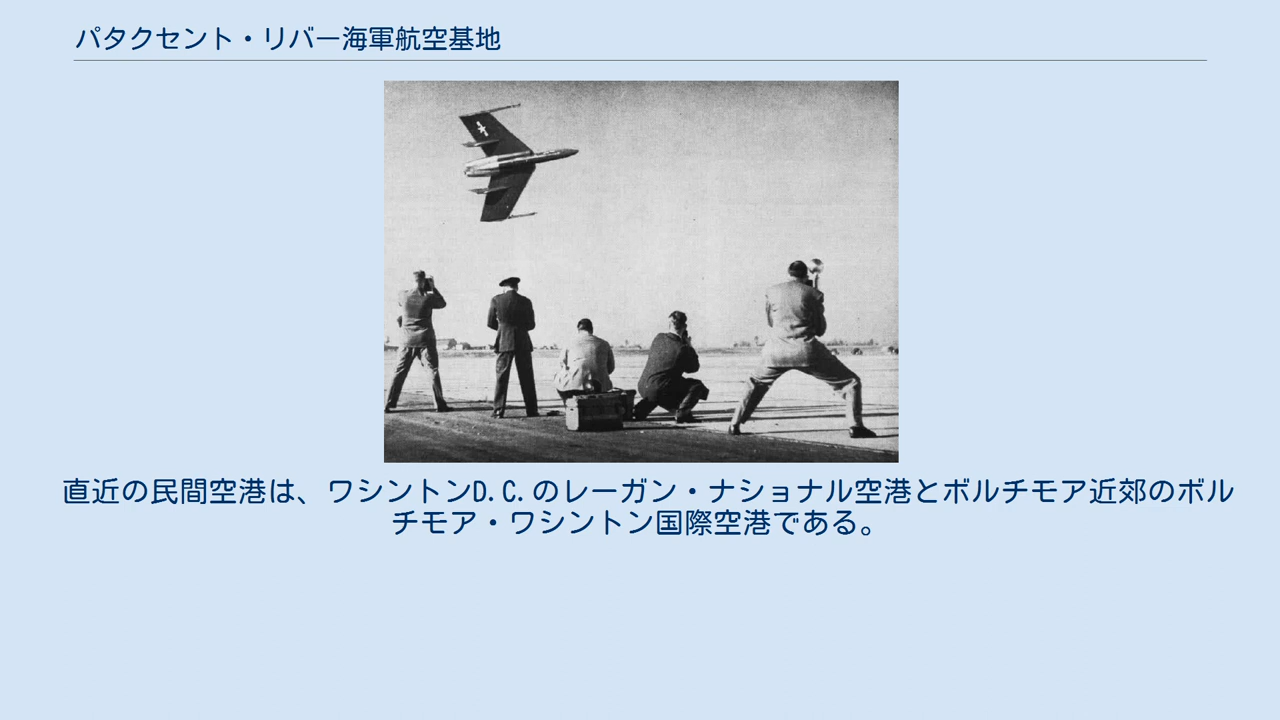 パタクセント・リバー海軍航空基地
直近の民間空港は、ワシントンD.C.のレーガン・ナショナル空港とボルチモア近郊のボル
チモア・ワシントン国際空港である。